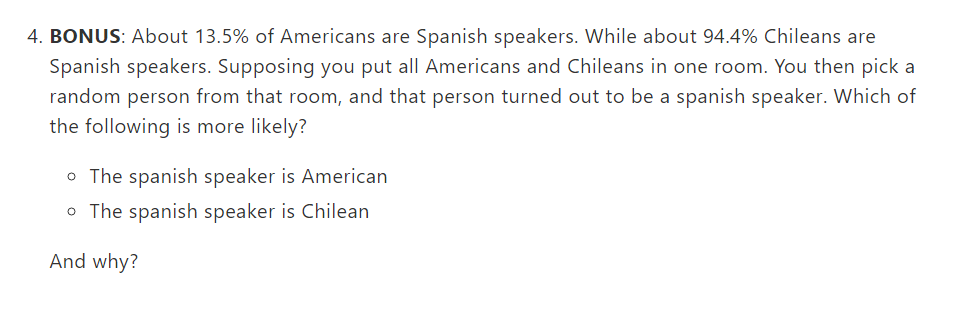 4. BONUS: About 13.5% of Americans are Spanish speakers. While about 94.4% Chileans are
Spanish speakers. Supposing you put all Americans and Chileans in one room. You then pick a
random person from that room, and that person turned out to be a spanish speaker. Which of
the following is more likely?
○ The spanish speaker is American
○ The spanish speaker is Chilean
And why?